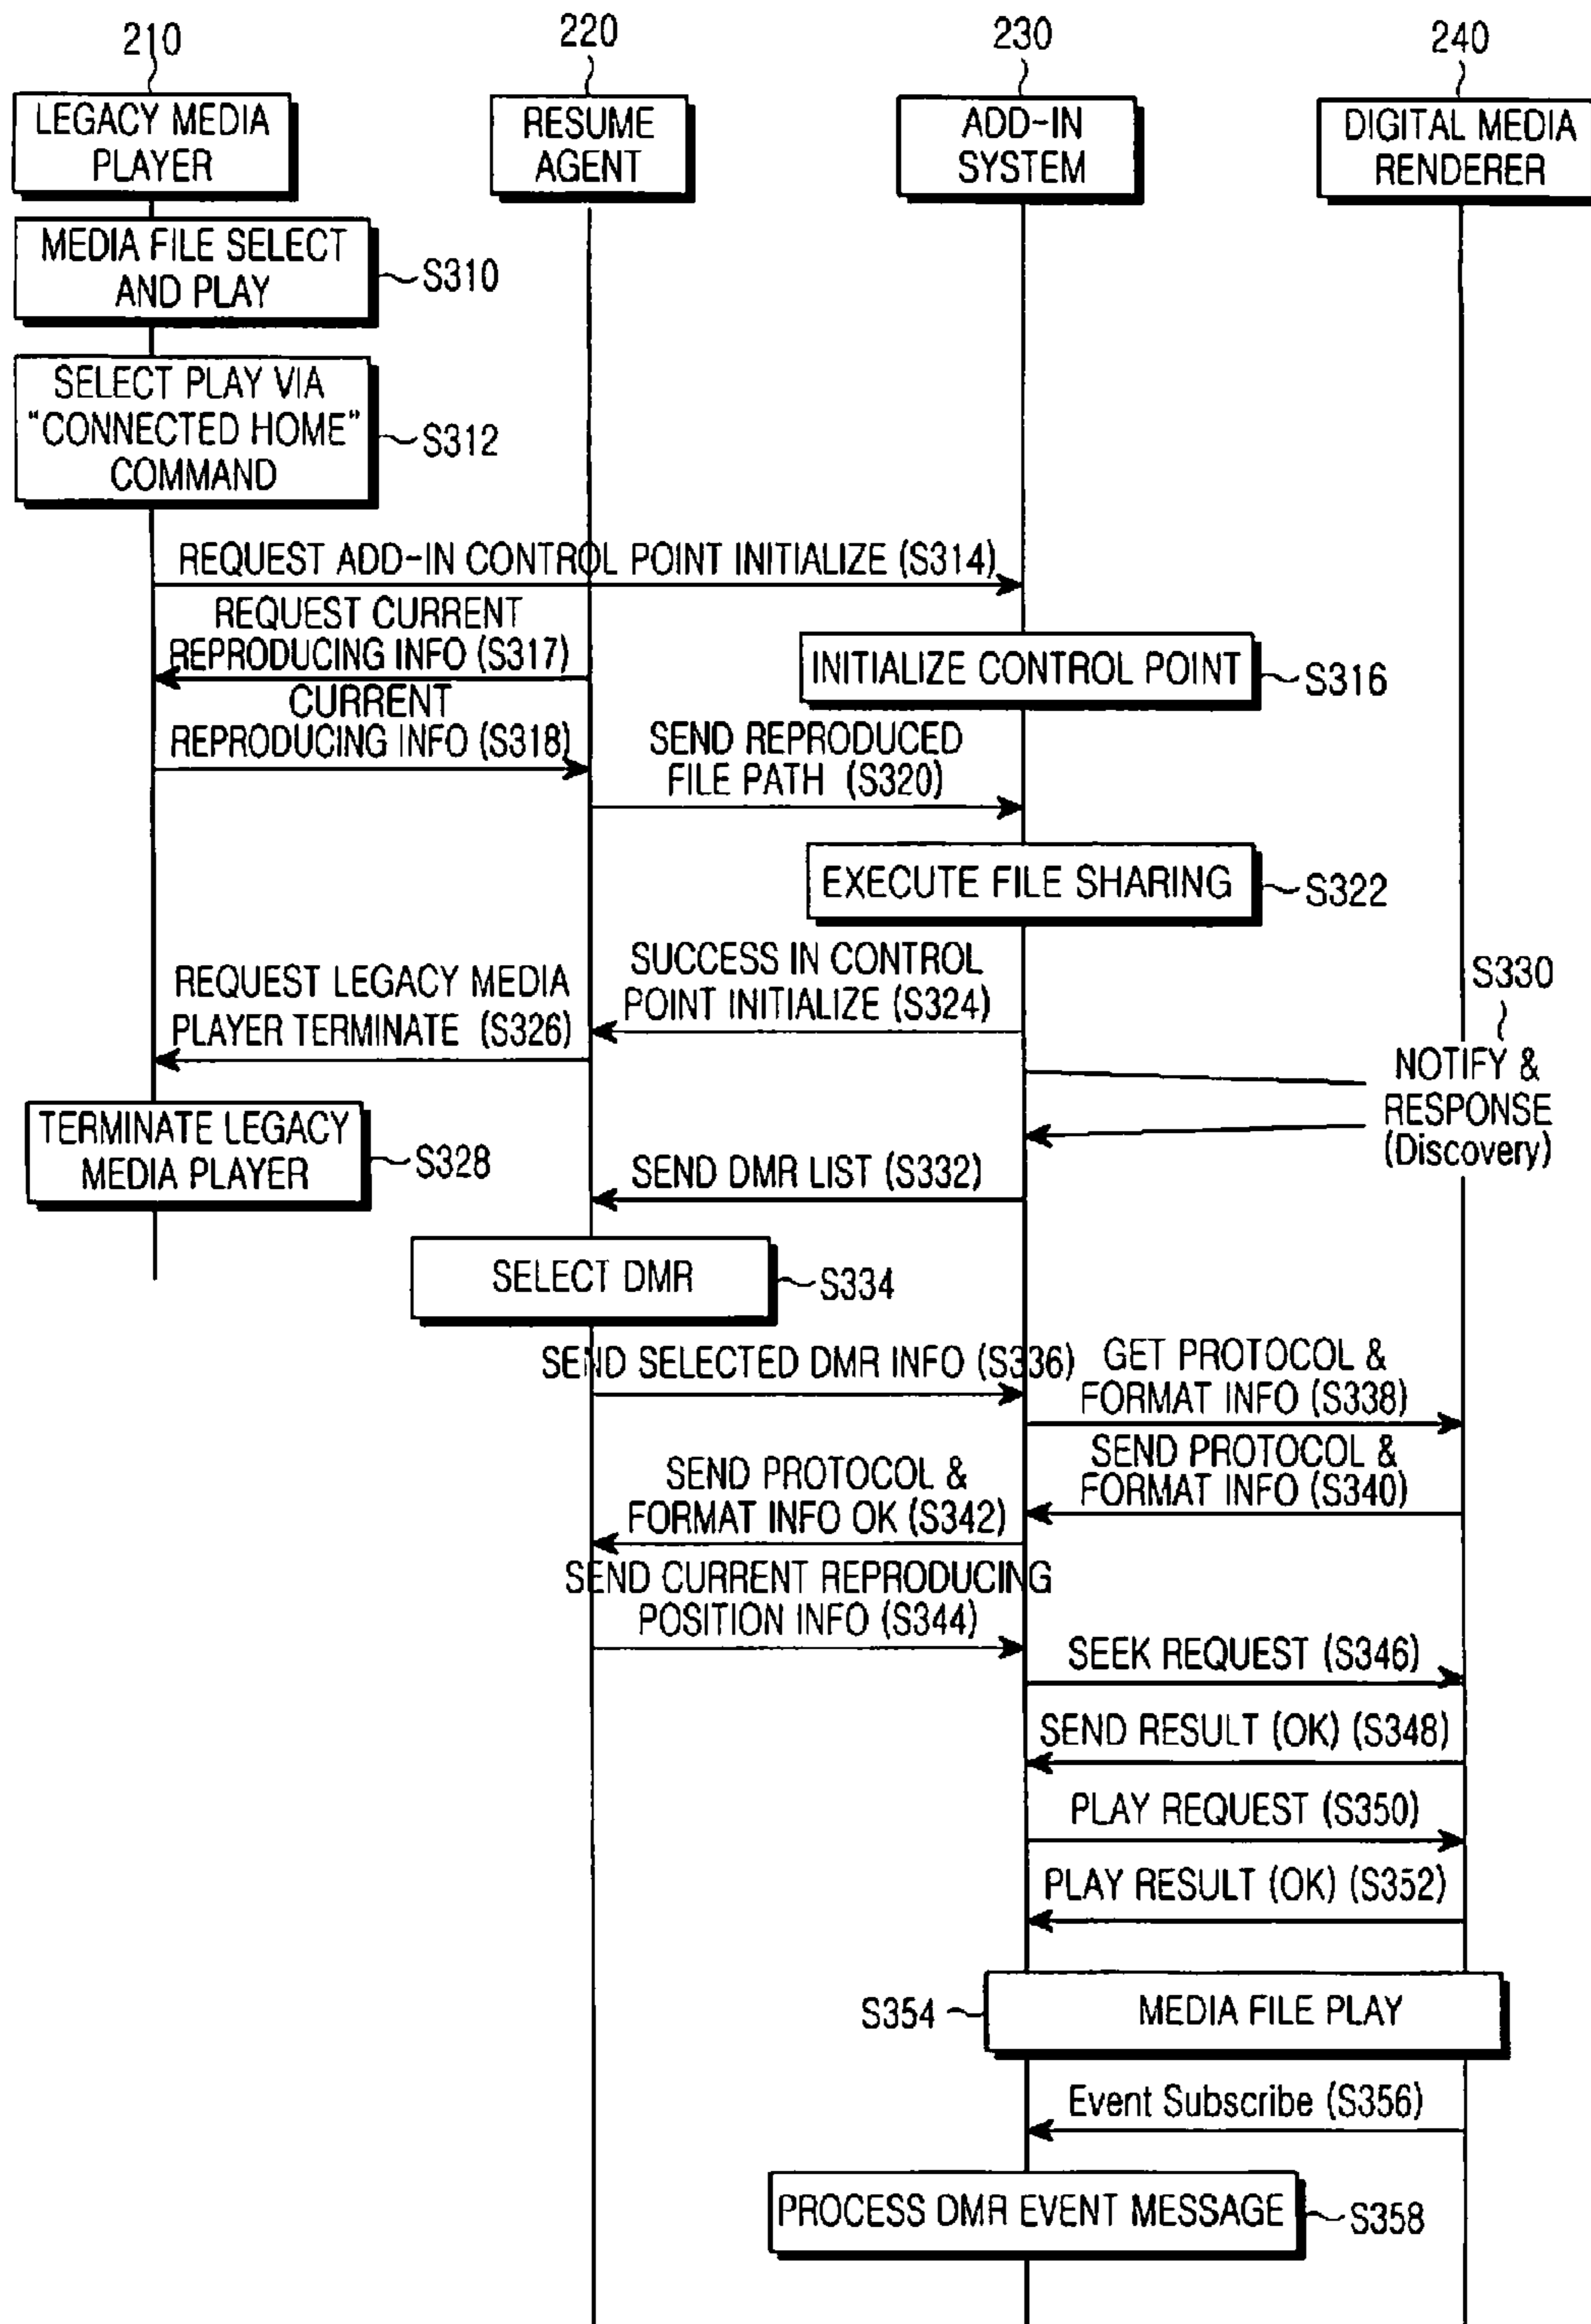 210
220
230
240
LEGACY MEDIA
PLAYER
RESUME
AGENT
ADD-IN
SYSTEM
DIGITAL MEDIA
RENDERER
MEDIA FILE SELECT
AND PLAY
S310
SELECT PLAY VIA
"CONNECTED HOME"
COMMAND
S312
REQUEST ADD-IN CONTROL POINT INITIALIZE (S314)
REQUEST CURRENT
REPRODUCING INFO (S317)
INITIALIZE CONTROL POINT
S316
CURRENT
REPRODUCING INFO (S318)
SEND REPRODUCED
FILE PATH (S320)
EXECUTE FILE SHARING
S322
SUCCESS IN CONTROL
POINT INITIALIZE (S324)
REQUEST LEGACY MEDIA
PLAYER TERMINATE (S326)
S330
NOTIFY &
RESPONSE
(Discovery)
TERMINATE LEGACY
MEDIA PLAYER
S328
SEND DMR LIST (S332)
SELECT DMR
S334
SEND SELECTED DMR INFO (S336)
GET PROTOCOL &
FORMAT INFO (S338)
SEND PROTOCOL &
FORMAT INFO (S340)
SEND PROTOCOL &
FORMAT INFO OK (S342)
SEND CURRENT REPRODUCING
POSITION INFO (S344)
SEEK REQUEST (S346)
SEND RESULT (OK) (S348)
PLAY REQUEST (S350)
PLAY RESULT (OK) (S352)
S354
MEDIA FILE PLAY
Event Subscribe (S356)
PROCESS DMR EVENT MESSAGE
S358